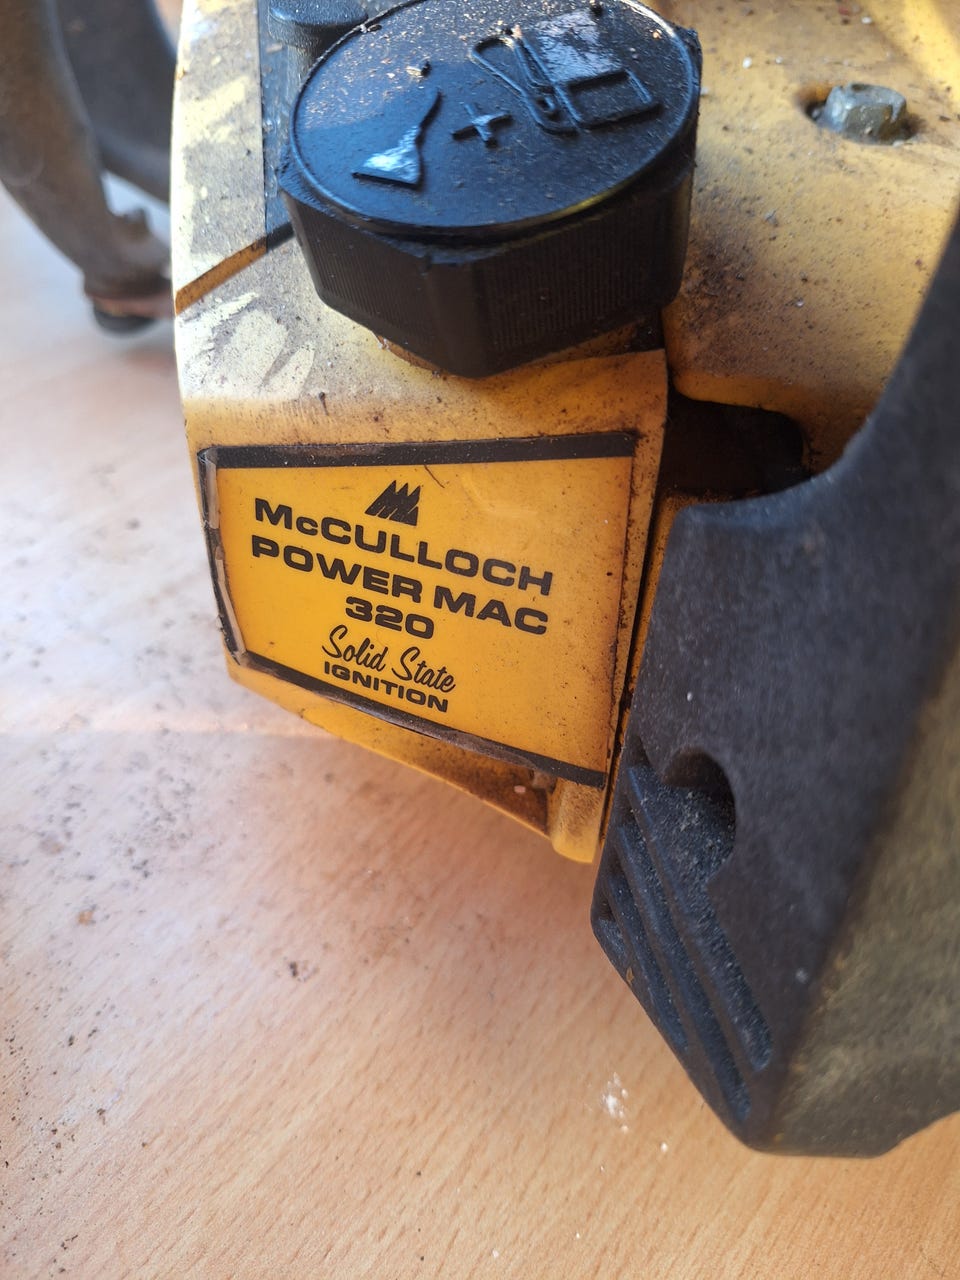 McCULLOCH
POWER MAC
320
Solid State
IGNITION